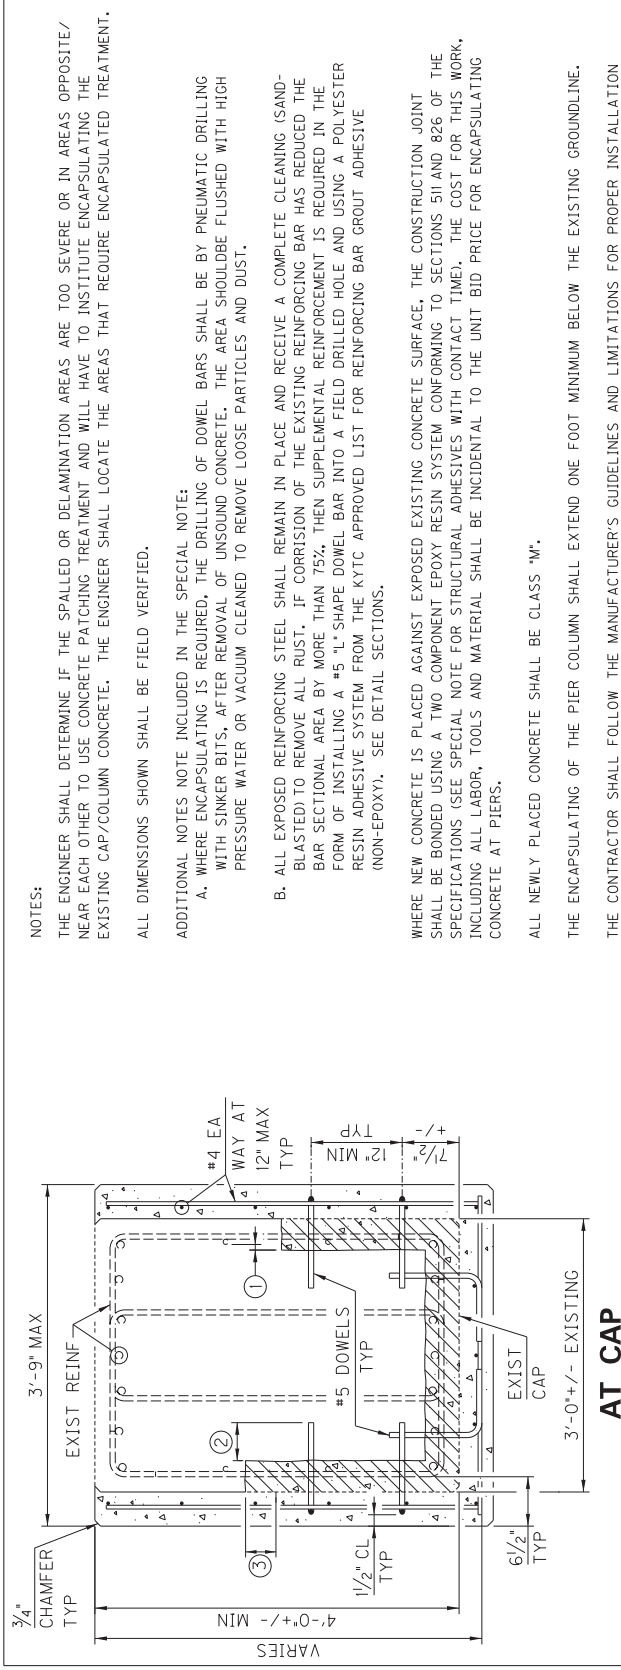 NOTES:
THE ENGINEER SHALL DETERMINE IF THE SPALLED OR DELAMINATION AREAS ARE TOO SEVERE OR IN AREAS OPPOSITE/
NEAR EACH OTHER TO USE CONCRETE PATCHING TREATMENT AND WILL HAVE TO INSTITUTE ENCAPSULATING THE
EXISTING CAP/COLUMN CONCRETE. THE ENGINEER SHALL LOCATE THE AREAS THAT REQUIRE ENCAPSULATED TREATMENT.
ALL DIMENSIONS SHOWN SHALL BE FIELD VERIFIED.
ADDITIONAL NOTES NOTE INCLUDED IN THE SPECIAL NOTE:
A. WHERE ENCAPSULATING IS REQUIRED, THE DRILLING OF DOWEL BARS SHALL BE BY PNEUMATIC DRILLING
WITH SINKER BITS, AFTER REMOVAL OF UNSOUND CONCRETE. THE AREA SHOULDBE FLUSHED WITH HIGH
PRESSURE WATER OR VACUUM CLEANED TO REMOVE LOOSE PARTICLES AND DUST.
B. ALL EXPOSED REINFORCING STEEL SHALL REMAIN IN PLACE AND RECEIVE A COMPLETE CLEANING (SAND-
BLASTED) TO REMOVE ALL RUST. IF CORRISION OF THE EXISTING REINFORCING BAR HAS REDUCED THE
BAR SECTIONAL AREA BY MORE THAN 75%, THEN SUPPLEMENTAL REINFORCEMENT IS REQUIRED IN THE
FORM OF INSTALLING A #5 "L" SHAPE DOWEL BAR INTO A FIELD DRILLED HOLE AND USING A POLYESTER
RESIN ADHESIVE SYSTEM FROM THE KYTC APPROVED LIST FOR REINFORCING BAR GROUT ADHESIVE
(NON-EPOXY). SEE DETAIL SECTIONS.
WHERE NEW CONCRETE IS PLACED AGAINST EXPOSED EXISTING CONCRETE SURFACE, THE CONSTRUCTION JOINT
SHALL BE BONDED USING A TWO COMPONENT EPOXY RESIN SYSTEM CONFORMING TO SECTIONS 511 AND 826 OF THE
SPECIFICATIONS (SEE SPECIAL NOTE FOR STRUCTURAL ADHESIVES WITH CONTACT TIME). THE COST FOR THIS WORK,
INCLUDING ALL LABOR, TOOLS AND MATERIAL SHALL BE INCIDENTAL TO THE UNIT BID PRICE FOR ENCAPSULATING
CONCRETE AT PIERS.
ALL NEWLY PLACED CONCRETE SHALL BE CLASS "M".
THE ENCAPSULATING OF THE PIER COLUMN SHALL EXTEND ONE FOOT MINIMUM BELOW THE EXISTING GROUNDLINE.
THE CONTRACTOR SHALL FOLLOW THE MANUFACTURER'S GUIDELINES AND LIMITATIONS FOR PROPER INSTALLATION
3/4"
CHAMFER
TYP
3'-9" MAX
EXIST REINF
#4 EA
WAY AT
12" MAX
TYP
1
2
3
#5 DOWELS
TYP
12" MIN
TYP
7 1/2"
+/-
VARIES
4'-0"+/- MIN
1 1/2" CL
TYP
6 1/2"
TYP
EXIST
CAP
3'-0"+/- EXISTING
AT CAP